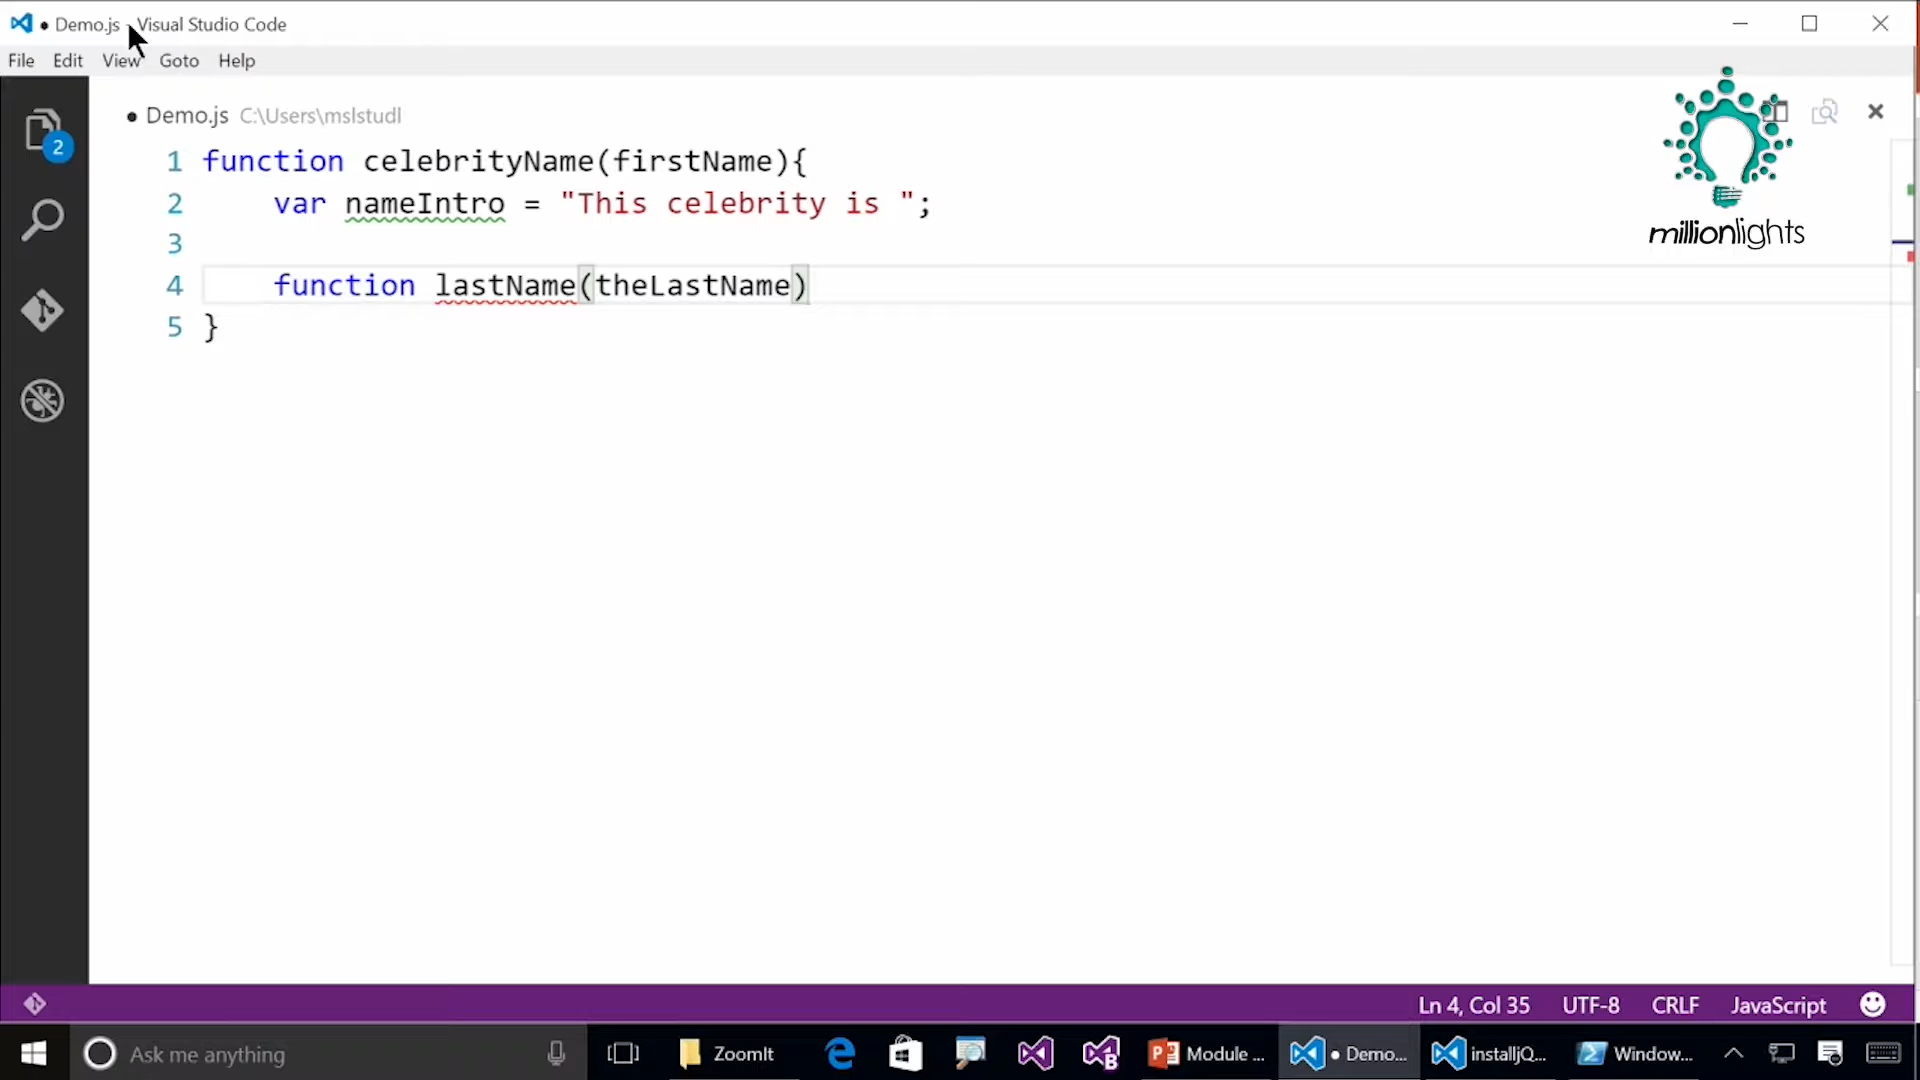 ● Demo.js - Visual Studio Code
File Edit View Goto Help
● Demo.js C:\Users\mslstudl
millionlights
2
1 function celebrityName(firstName){
2 var nameIntro = "This celebrity is ";
3
4 function lastName(theLastName)
5 }
Ln 4, Col 35 UTF-8 CRLF JavaScript
Ask me anything ZoomIt Module ... ● Demo... installjQ... Window...